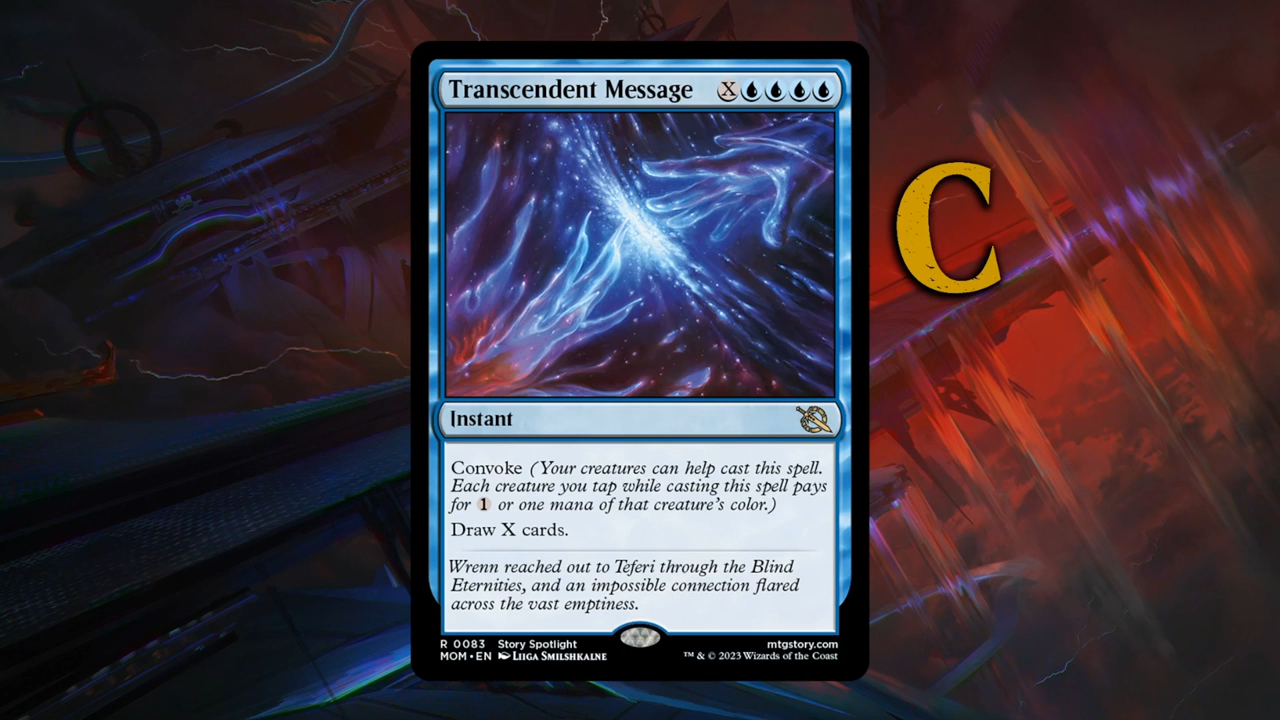 Transcendent Message X
C
Instant
Convoke (Your creatures can help cast this spell.
Each creature you tap while casting this spell pays
for 1 or one mana of that creature's color.)
Draw X cards.
Wrenn reached out to Teferi through the Blind
Eternities, and an impossible connection flared
across the vast emptiness.
R 0083 Story Spotlight mtgstory.com
MOM • EN LIIGA SMILSHKALNE ™ & © 2023 Wizards of the Coast